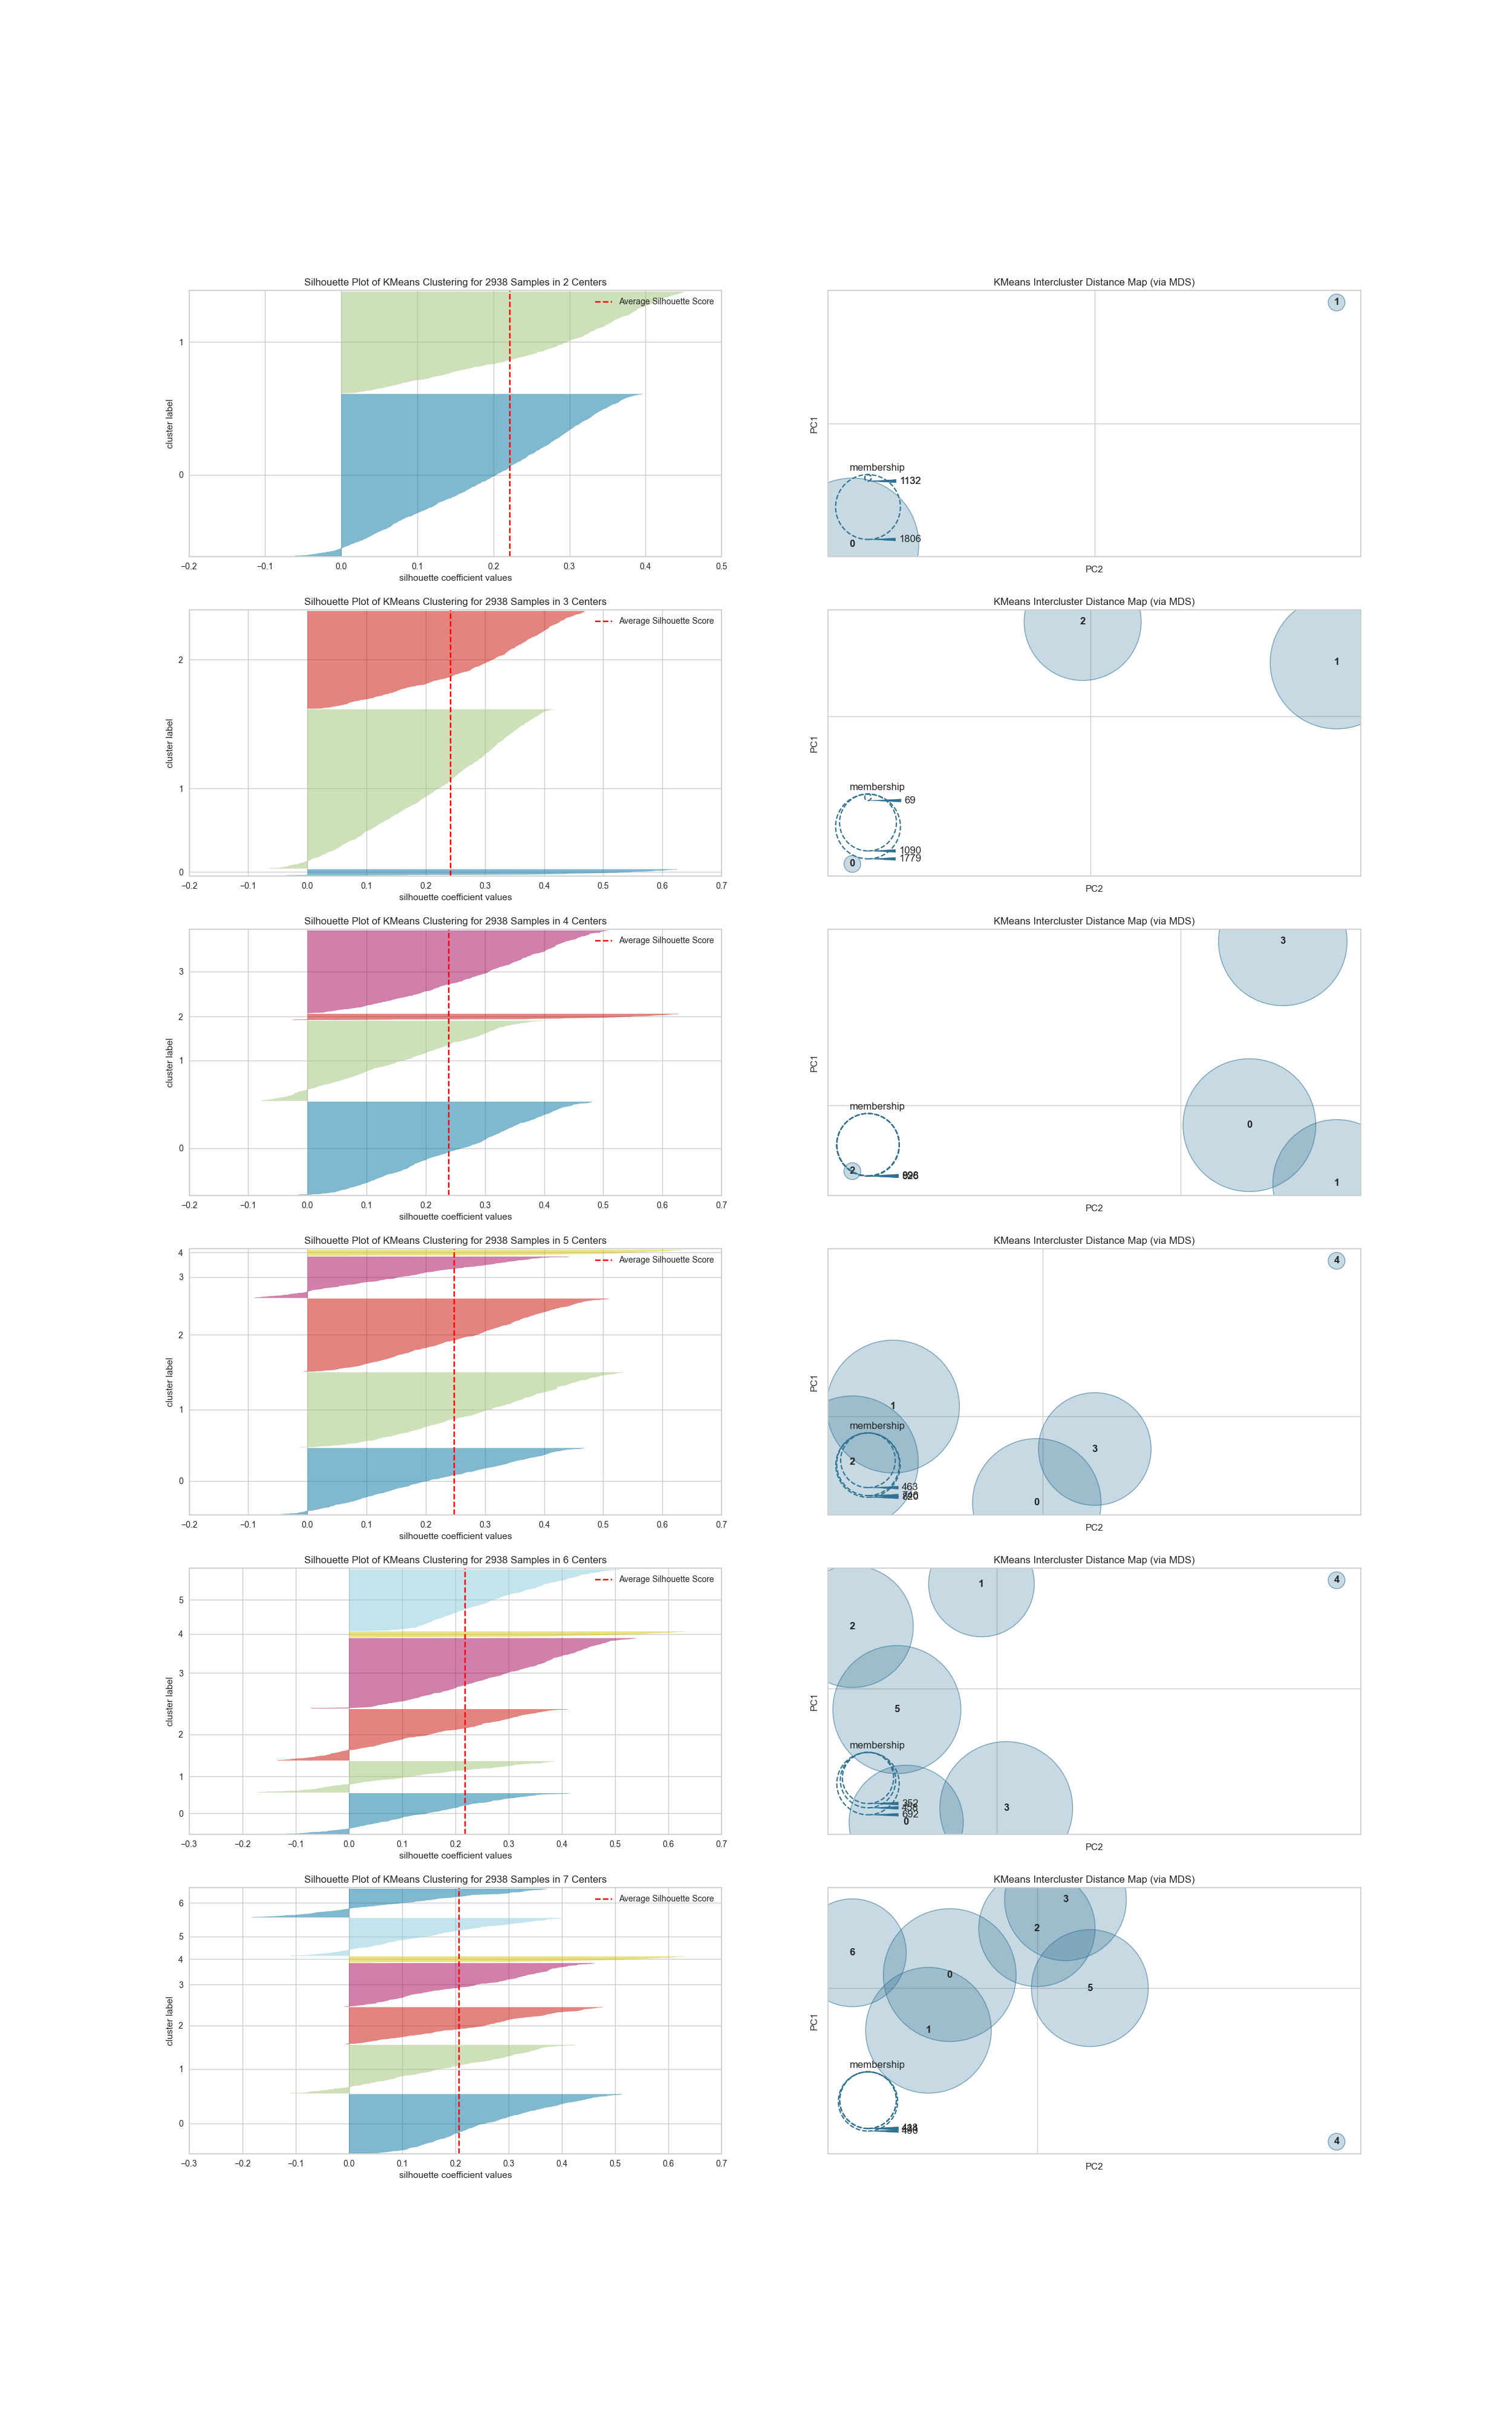 Silhouette Plot of KMeans Clustering for 2938 Samples in 2 Centers
Average Silhouette Score
1
0
cluster label
−0.2 −0.1 0.0 0.1 0.2 0.3 0.4 0.5
silhouette coefficient values
KMeans Intercluster Distance Map (via MDS)
1
PC1
membership
1132
1806
0
PC2
Silhouette Plot of KMeans Clustering for 2938 Samples in 3 Centers
Average Silhouette Score
2
1
0
cluster label
−0.2 −0.1 0.0 0.1 0.2 0.3 0.4 0.5 0.6 0.7
silhouette coefficient values
KMeans Intercluster Distance Map (via MDS)
2
1
PC1
membership
69
1090
1779
0
PC2
Silhouette Plot of KMeans Clustering for 2938 Samples in 4 Centers
Average Silhouette Score
3
2
1
0
cluster label
−0.2 −0.1 0.0 0.1 0.2 0.3 0.4 0.5 0.6 0.7
silhouette coefficient values
KMeans Intercluster Distance Map (via MDS)
3
PC1
membership
0
2
1
PC2
Silhouette Plot of KMeans Clustering for 2938 Samples in 5 Centers
Average Silhouette Score
4
3
2
1
0
cluster label
−0.2 −0.1 0.0 0.1 0.2 0.3 0.4 0.5 0.6 0.7
silhouette coefficient values
KMeans Intercluster Distance Map (via MDS)
4
PC1
1
membership
3
2
463
0
PC2
Silhouette Plot of KMeans Clustering for 2938 Samples in 6 Centers
Average Silhouette Score
5
4
3
2
1
0
cluster label
−0.3 −0.2 −0.1 0.0 0.1 0.2 0.3 0.4 0.5 0.6 0.7
silhouette coefficient values
KMeans Intercluster Distance Map (via MDS)
4
1
2
PC1
5
membership
352
692
3
0
PC2
Silhouette Plot of KMeans Clustering for 2938 Samples in 7 Centers
Average Silhouette Score
6
5
4
3
2
1
0
cluster label
−0.3 −0.2 −0.1 0.0 0.1 0.2 0.3 0.4 0.5 0.6 0.7
silhouette coefficient values
KMeans Intercluster Distance Map (via MDS)
3
2
6
0
5
PC1
1
membership
4
PC2